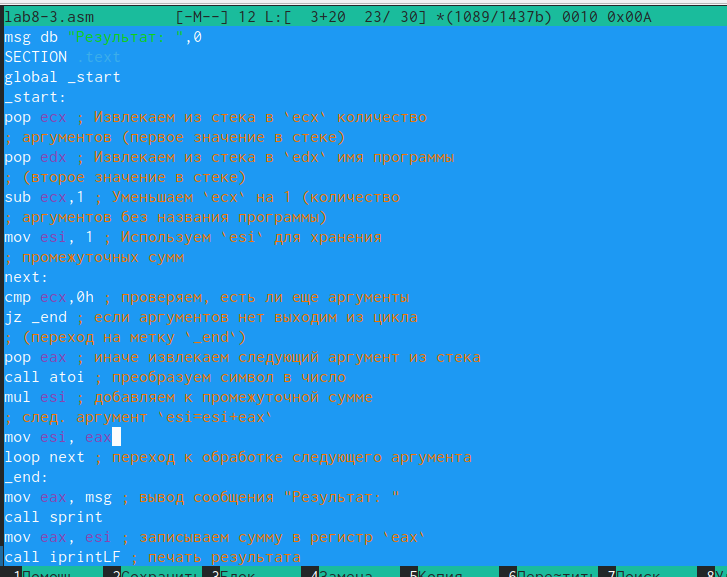 lab8-3.asm [-M--] 12 L:[ 3+20 23/ 30] *(1089/1437b) 0010 0x00A
msg db "Результат: ",0
SECTION .text
global _start
_start:
pop ecx ; Извлекаем из стека в `ecx` количество
; аргументов (первое значение в стеке)
pop edx ; Извлекаем из стека в `edx` имя программы
; (второе значение в стеке)
sub ecx,1 ; Уменьшаем `ecx` на 1 (количество
; аргументов без названия программы)
mov esi, 1 ; Используем `esi` для хранения
; промежуточных сумм
next:
cmp ecx,0h ; проверяем, есть ли еще аргументы
jz _end ; если аргументов нет выходим из цикла
; (переход на метку `_end`)
pop eax ; иначе извлекаем следующий аргумент из стека
call atoi ; преобразуем символ в число
mul esi ; добавляем к промежуточной сумме
; след. аргумент `esi=esi+eax`
mov esi, eax
loop next ; переход к обработке следующего аргумента
_end:
mov eax, msg ; вывод сообщения "Результат: "
call sprint
mov eax, esi ; записываем сумму в регистр `eax`
call iprintLF ; печать результата
1Помощь 2Сохранить 3Блок 4Замена 5Копия 6Переместить 7Поиск